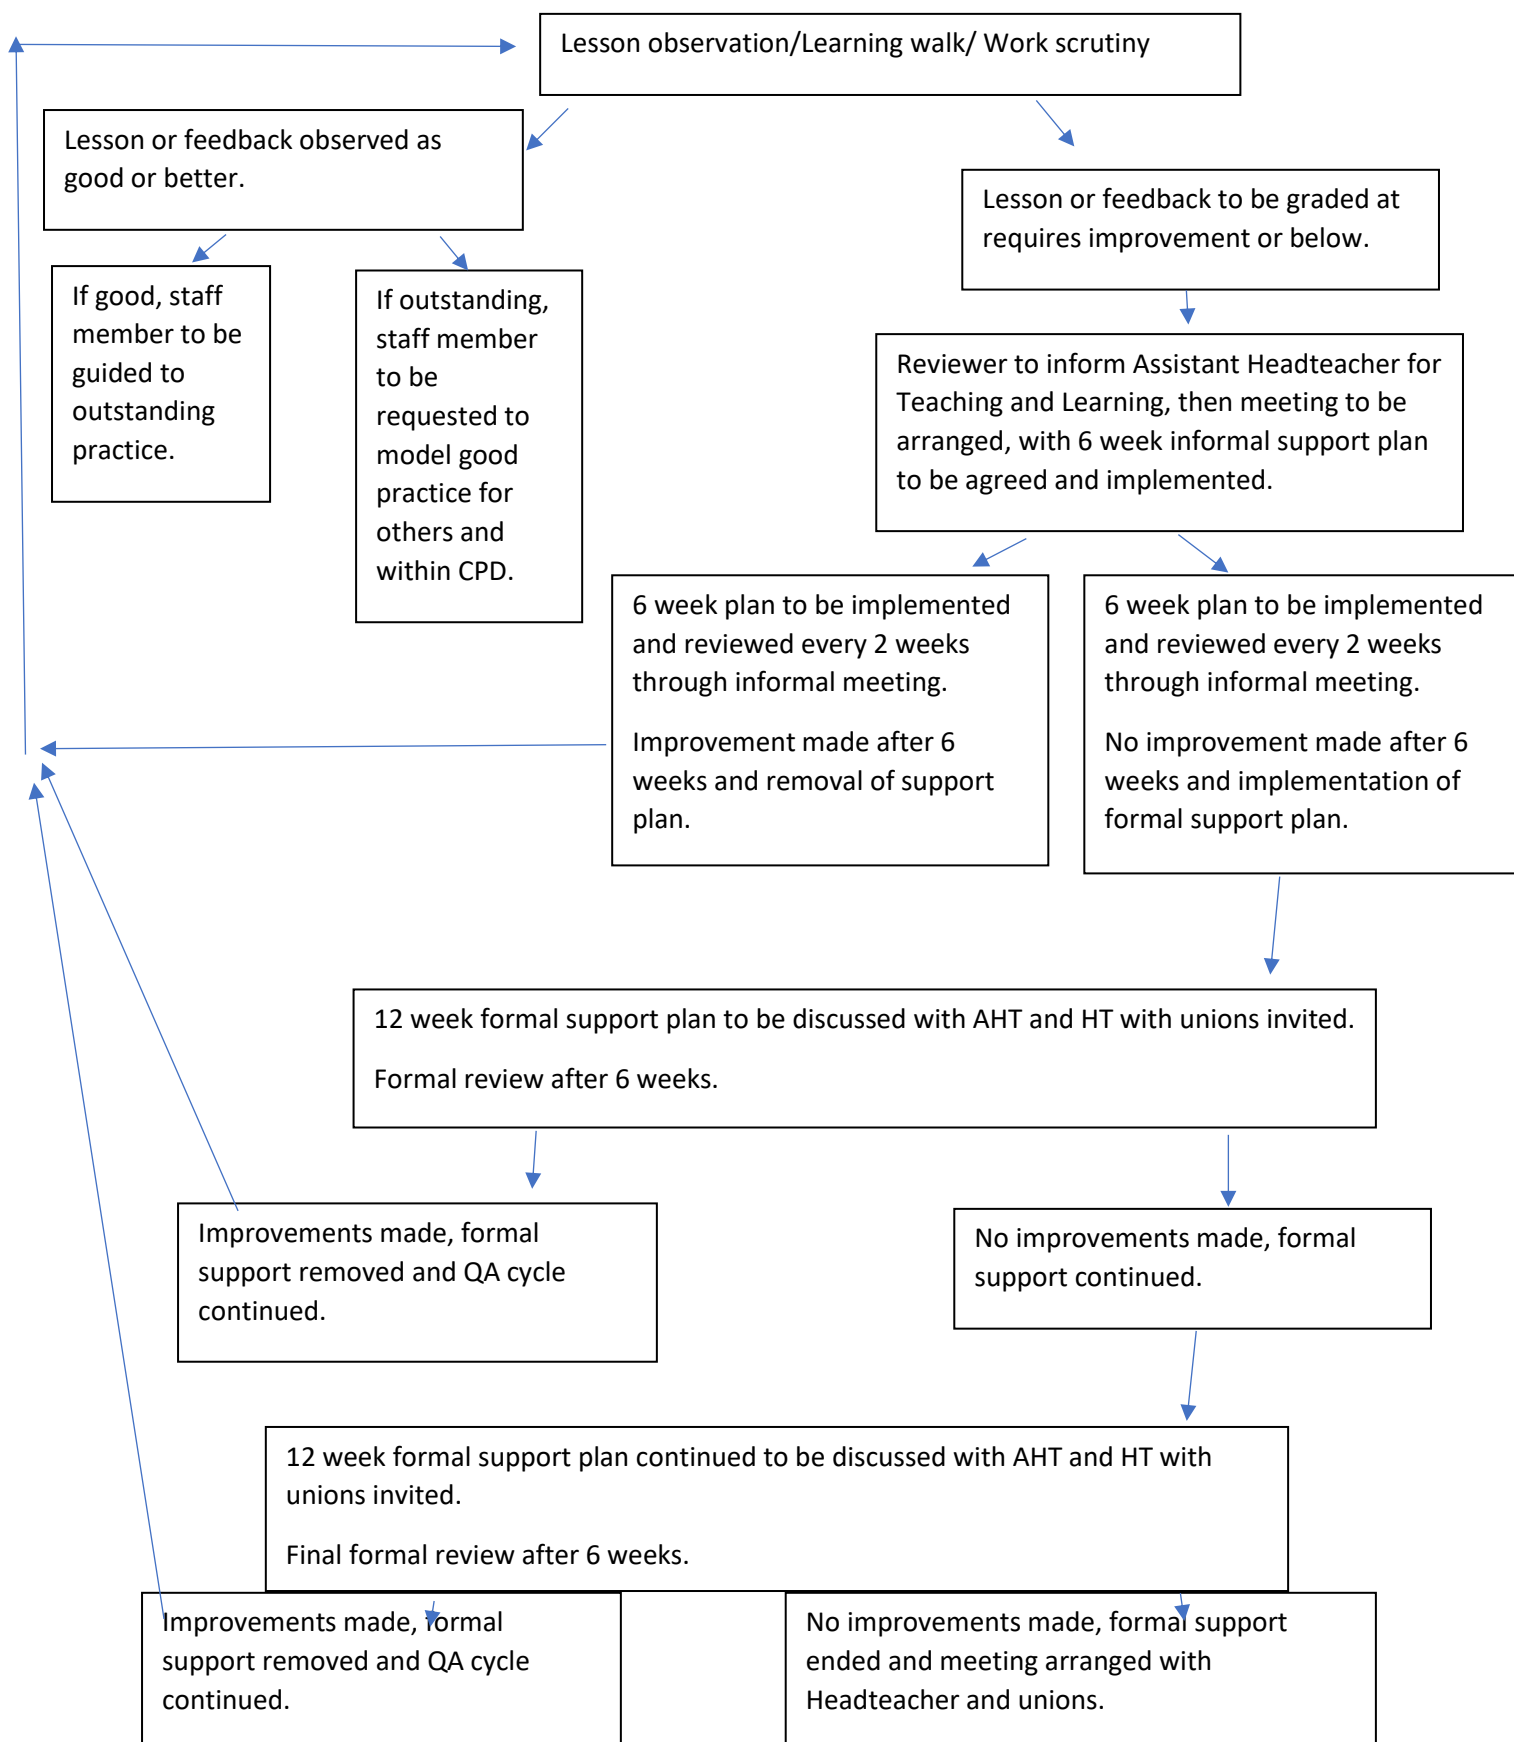 Lesson observation/Learning walk/ Work scrutiny
Lesson or feedback observed as
good or better.
Lesson or feedback to be graded at
requires improvement or below.
If good, staff
member to be
guided to
outstanding
practice.
If outstanding,
staff member
to be
requested to
model good
practice for
others and
within CPD.
Reviewer to inform Assistant Headteacher for
Teaching and Learning, then meeting to be
arranged, with 6 week informal support plan
to be agreed and implemented.
6 week plan to be implemented
and reviewed every 2 weeks
through informal meeting.
Improvement made after 6
weeks and removal of support
plan.
6 week plan to be implemented
and reviewed every 2 weeks
through informal meeting.
No improvement made after 6
weeks and implementation of
formal support plan.
12 week formal support plan to be discussed with AHT and HT with unions invited.
Formal review after 6 weeks.
Improvements made, formal
support removed and QA cycle
continued.
No improvements made, formal
support continued.
12 week formal support plan continued to be discussed with AHT and HT with
unions invited.
Final formal review after 6 weeks.
Improvements made, formal
support removed and QA cycle
continued.
No improvements made, formal support
ended and meeting arranged with
Headteacher and unions.